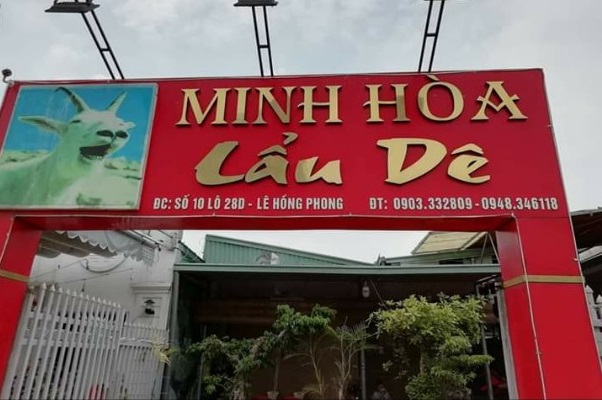 MINH HÒA
Lẩu Dê
ĐC: SỐ 10 LÔ 28D - LÊ HỒNG PHONG ĐT: 0903.332809 - 0948.346118